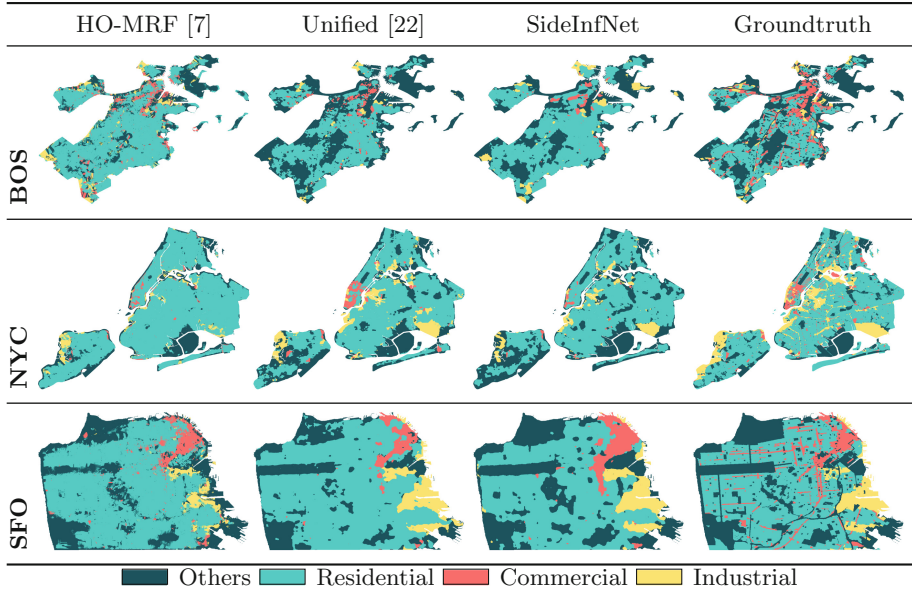 HO-MRF [7] Unified [22] SideInfNet Groundtruth
BOS
NYC
SFO
Others Residential Commercial Industrial